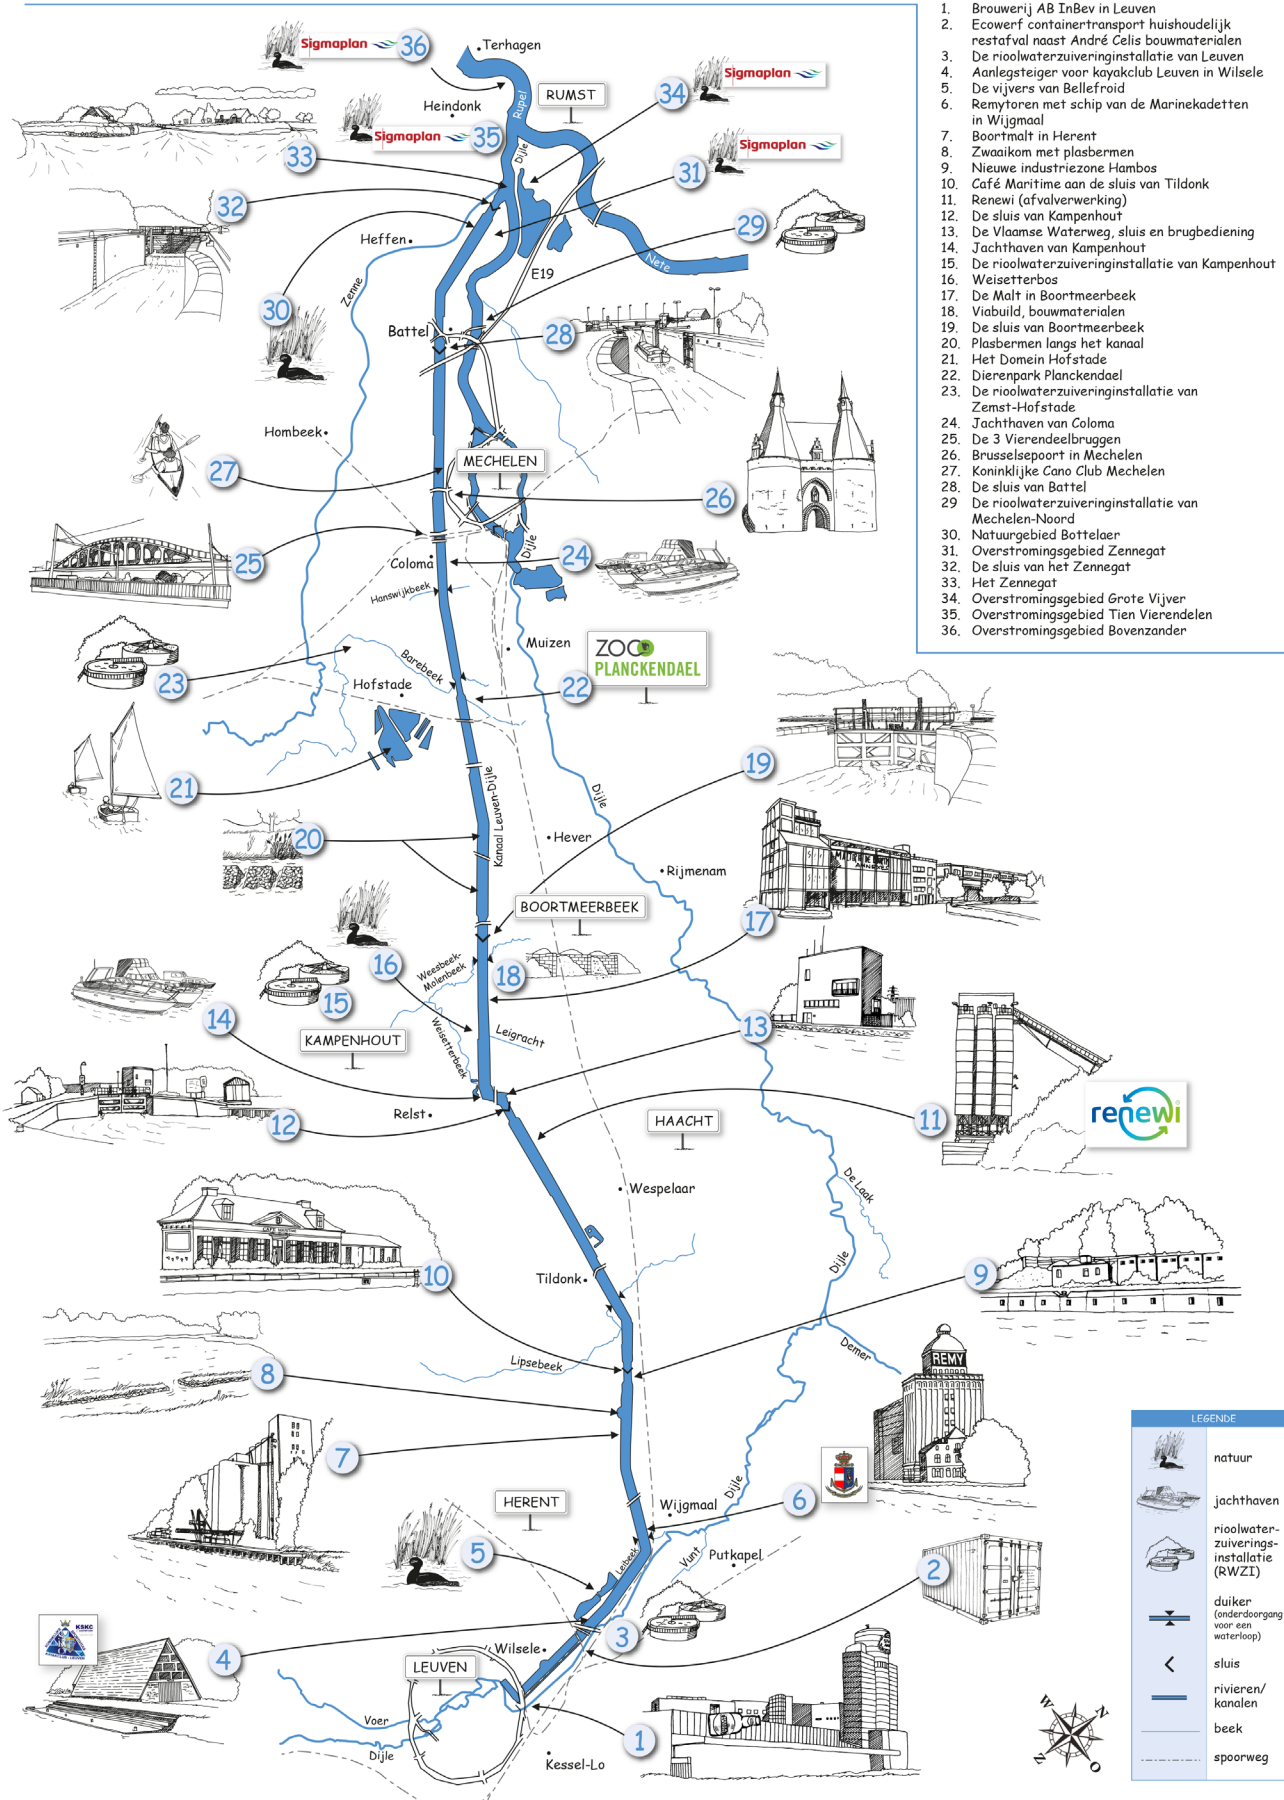 1. Brouwerij AB InBev in Leuven
2. Ecowerf containertransport huishoudelijk
restafval naast André Celis bouwmaterialen
3. De rioolwaterzuiveringinstallatie van Leuven
4. Aanlegsteiger voor kayakclub Leuven in Wilsele
5. De vijvers van Bellefroid
6. Remytoren met schip van de Marinekadetten
in Wijgmaal
7. Boortmalt in Herent
8. Zwaaikom met plasbermen
9. Nieuwe industriezone Hambos
10. Café Maritime aan de sluis van Tildonk
11. Renewi (afvalverwerking)
12. De sluis van Kampenhout
13. De Vlaamse Waterweg, sluis en brugbediening
14. Jachthaven van Kampenhout
15. De rioolwaterzuiveringinstallatie van Kampenhout
16. Weisetterbos
17. De Malt in Boortmeerbeek
18. Viabuild, bouwmaterialen
19. De sluis van Boortmeerbeek
20. Plasbermen langs het kanaal
21. Het Domein Hofstade
22. Dierenpark Planckendael
23. De rioolwaterzuiveringinstallatie van
Zemst-Hofstade
24. Jachthaven van Coloma
25. De 3 Vierendeelbruggen
26. Brusselsepoort in Mechelen
27. Koninklijke Cano Club Mechelen
28. De sluis van Battel
29 De rioolwaterzuiveringinstallatie van
Mechelen-Noord
30. Natuurgebied Bottelaer
31. Overstromingsgebied Zennegat
32. De sluis van het Zennegat
33. Het Zennegat
34. Overstromingsgebied Grote Vijver
35. Overstromingsgebied Tien Vierendelen
36. Overstromingsgebied Bovenzander
Sigmaplan
36
Terhagen
Sigmaplan
34
RUMST
Rupel
Heindonk
Sigmaplan
35
Dijle
Sigmaplan
31
33
32
29
Heffen
Nete
E19
Zenne
30
Battel
28
Hombeek
MECHELEN
27
26
25
Dijle
24
Coloma
Hanswijkbeek
Muizen
ZOO
PLANCKENDAEL
23
Barebeek
22
Hofstade
21
19
Kanaal Leuven-Dijle
Dijle
20
Hever
Rijmenam
BOORTMEERBEEK
MALTERIE
17
16
Weesbeek-
Molenbeek
18
15
14
13
Leigracht
KAMPENHOUT
Weisetterbeek
Relst
12
HAACHT
11
renewi
Wespelaar
De Laak
10
Tildonk
Dijle
9
Lipsebeek
Demer
8
REMY
7
Dijle
6
HERENT
Wijgmaal
5
Leibeek
Vunt
Putkapel
2
KSKC
3
4
Wilsele
LEUVEN
Voer
Dijle
1
Kessel-Lo
W
N
Z
O
LEGENDE
natuur
jachthaven
rioolwater-
zuiverings-
installatie
(RWZI)
duiker
(onderdoorgang
voor een
waterloop)
sluis
rivieren/
kanalen
beek
spoorweg